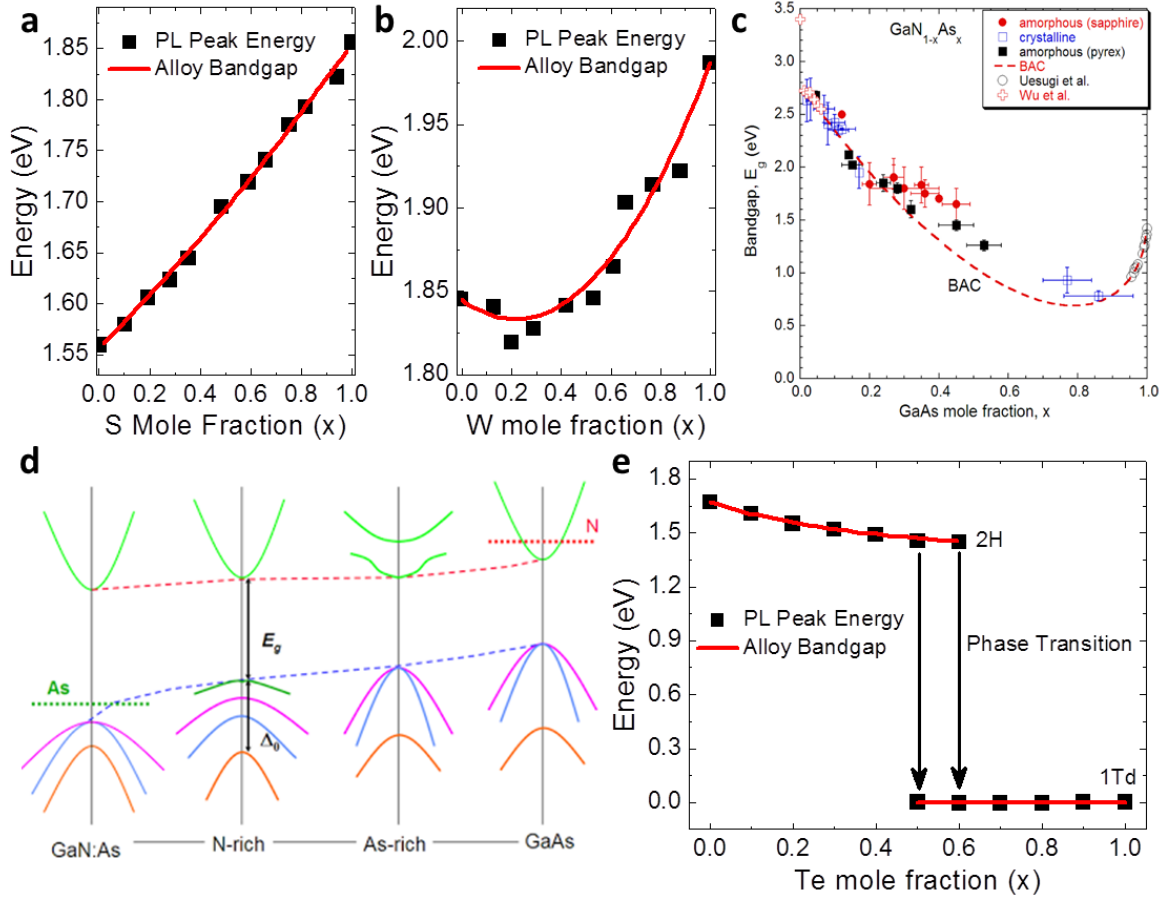 a
1.85
1.80
1.75
1.70
1.65
1.60
1.55
Energy (eV)
PL Peak Energy
Alloy Bandgap
0.0 0.2 0.4 0.6 0.8 1.0
S Mole Fraction (x)
b
2.00
1.95
1.90
1.85
1.80
Energy (eV)
PL Peak Energy
Alloy Bandgap
0.0 0.2 0.4 0.6 0.8 1.0
W mole fraction (x)
c
3.5
3.0
2.5
2.0
1.5
1.0
0.5
0.0
Bandgap, E_g (eV)
GaN1-xAsx
amorphous (sapphire)
crystalline
amorphous (pyrex)
BAC
Uesugi et al.
Wu et al.
BAC
0.0 0.2 0.4 0.6 0.8 1.0
GaAs mole fraction, x
d
N
Eg
As
Δ0
GaN:As N-rich As-rich GaAs
e
1.8
1.5
1.2
0.9
0.6
0.3
0.0
Energy (eV)
2H
PL Peak Energy
Alloy Bandgap
Phase Transition
1Td
0.0 0.2 0.4 0.6 0.8 1.0
Te mole fraction (x)